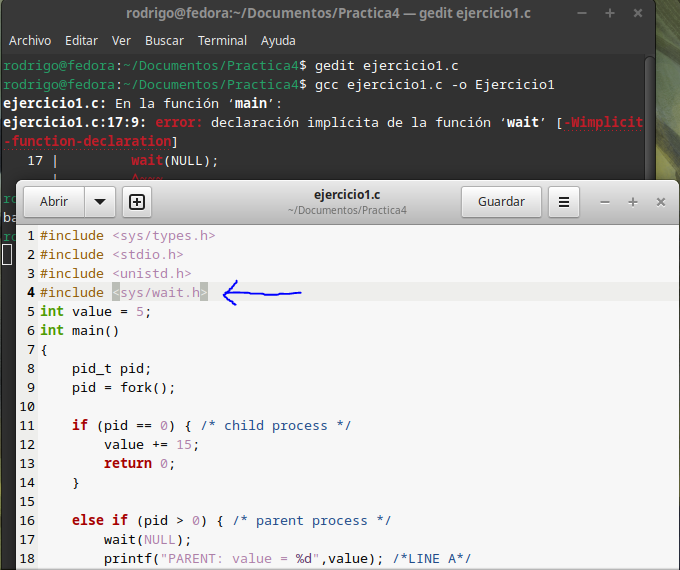 rodrigo@fedora:~/Documentos/Practica4 — gedit ejercicio1.c
Archivo Editar Ver Buscar Terminal Ayuda
rodrigo@fedora:~/Documentos/Practica4$ gedit ejercicio1.c
rodrigo@fedora:~/Documentos/Practica4$ gcc ejercicio1.c -o Ejercicio1
ejercicio1.c: En la función ‘main’:
ejercicio1.c:17:9: error: declaración implícita de la función ‘wait’ [-Wimplicit
-function-declaration]
17 | wait(NULL);
| ^~~~
ro
ba
ro
Abrir
ejercicio1.c
~/Documentos/Practica4
Guardar
1 #include <sys/types.h>
2 #include <stdio.h>
3 #include <unistd.h>
4 #include <sys/wait.h>
5 int value = 5;
6 int main()
7 {
8 pid_t pid;
9 pid = fork();
10
11 if (pid == 0) { /* child process */
12 value += 15;
13 return 0;
14 }
15
16 else if (pid > 0) { /* parent process */
17 wait(NULL);
18 printf("PARENT: value = %d",value); /*LINE A*/